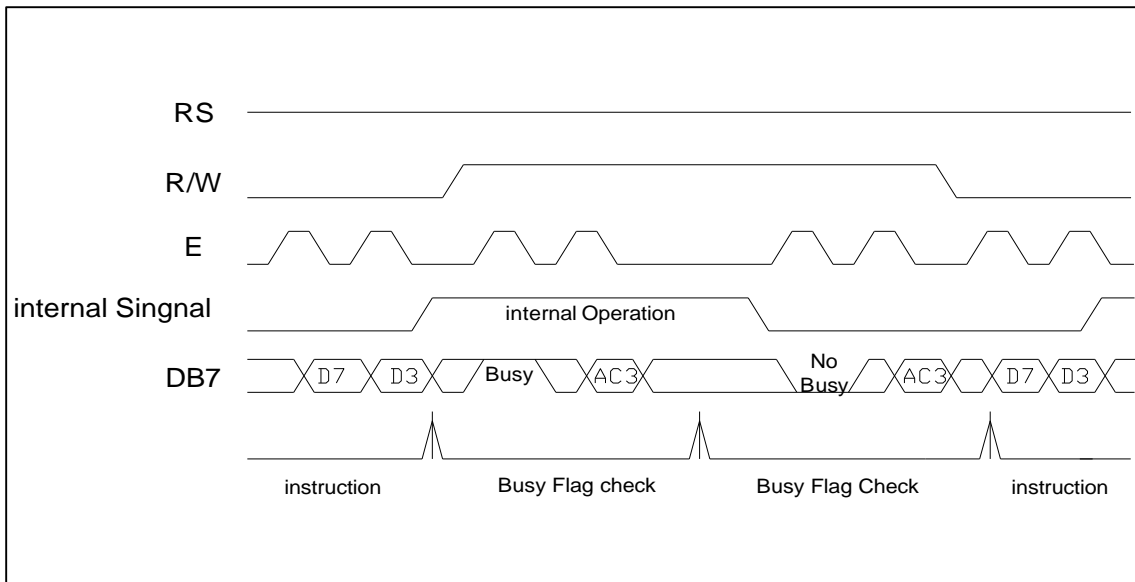 RS
R/W
E
internal Singnal
internal Operation
DB7
D7 D3 Busy AC3 No Busy AC3 D7 D3
instruction Busy Flag check Busy Flag Check instruction